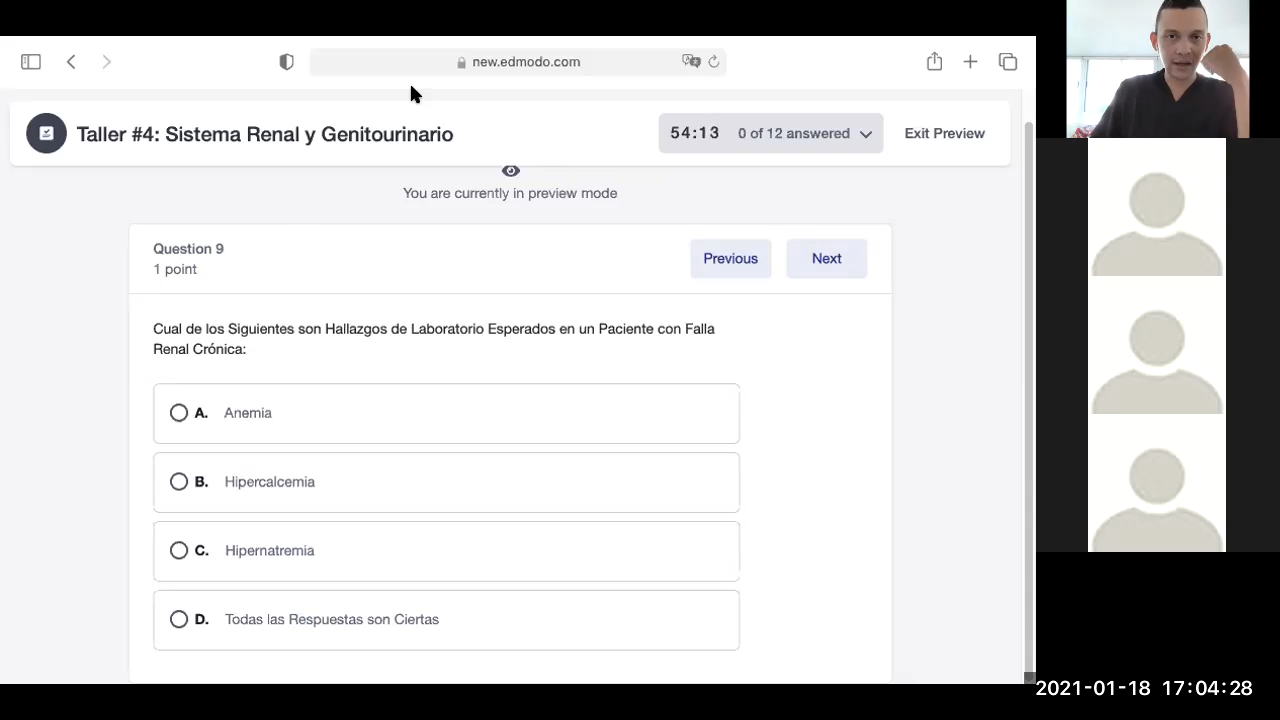 new.edmodo.com
Taller #4: Sistema Renal y Genitourinario
54:13 0 of 12 answered
Exit Preview
You are currently in preview mode
Question 9
1 point
Previous
Next
Cual de los Siguientes son Hallazgos de Laboratorio Esperados en un Paciente con Falla
Renal Crónica:
A. Anemia
B. Hipercalcemia
C. Hipernatremia
D. Todas las Respuestas son Ciertas
2021-01-18 17:04:28